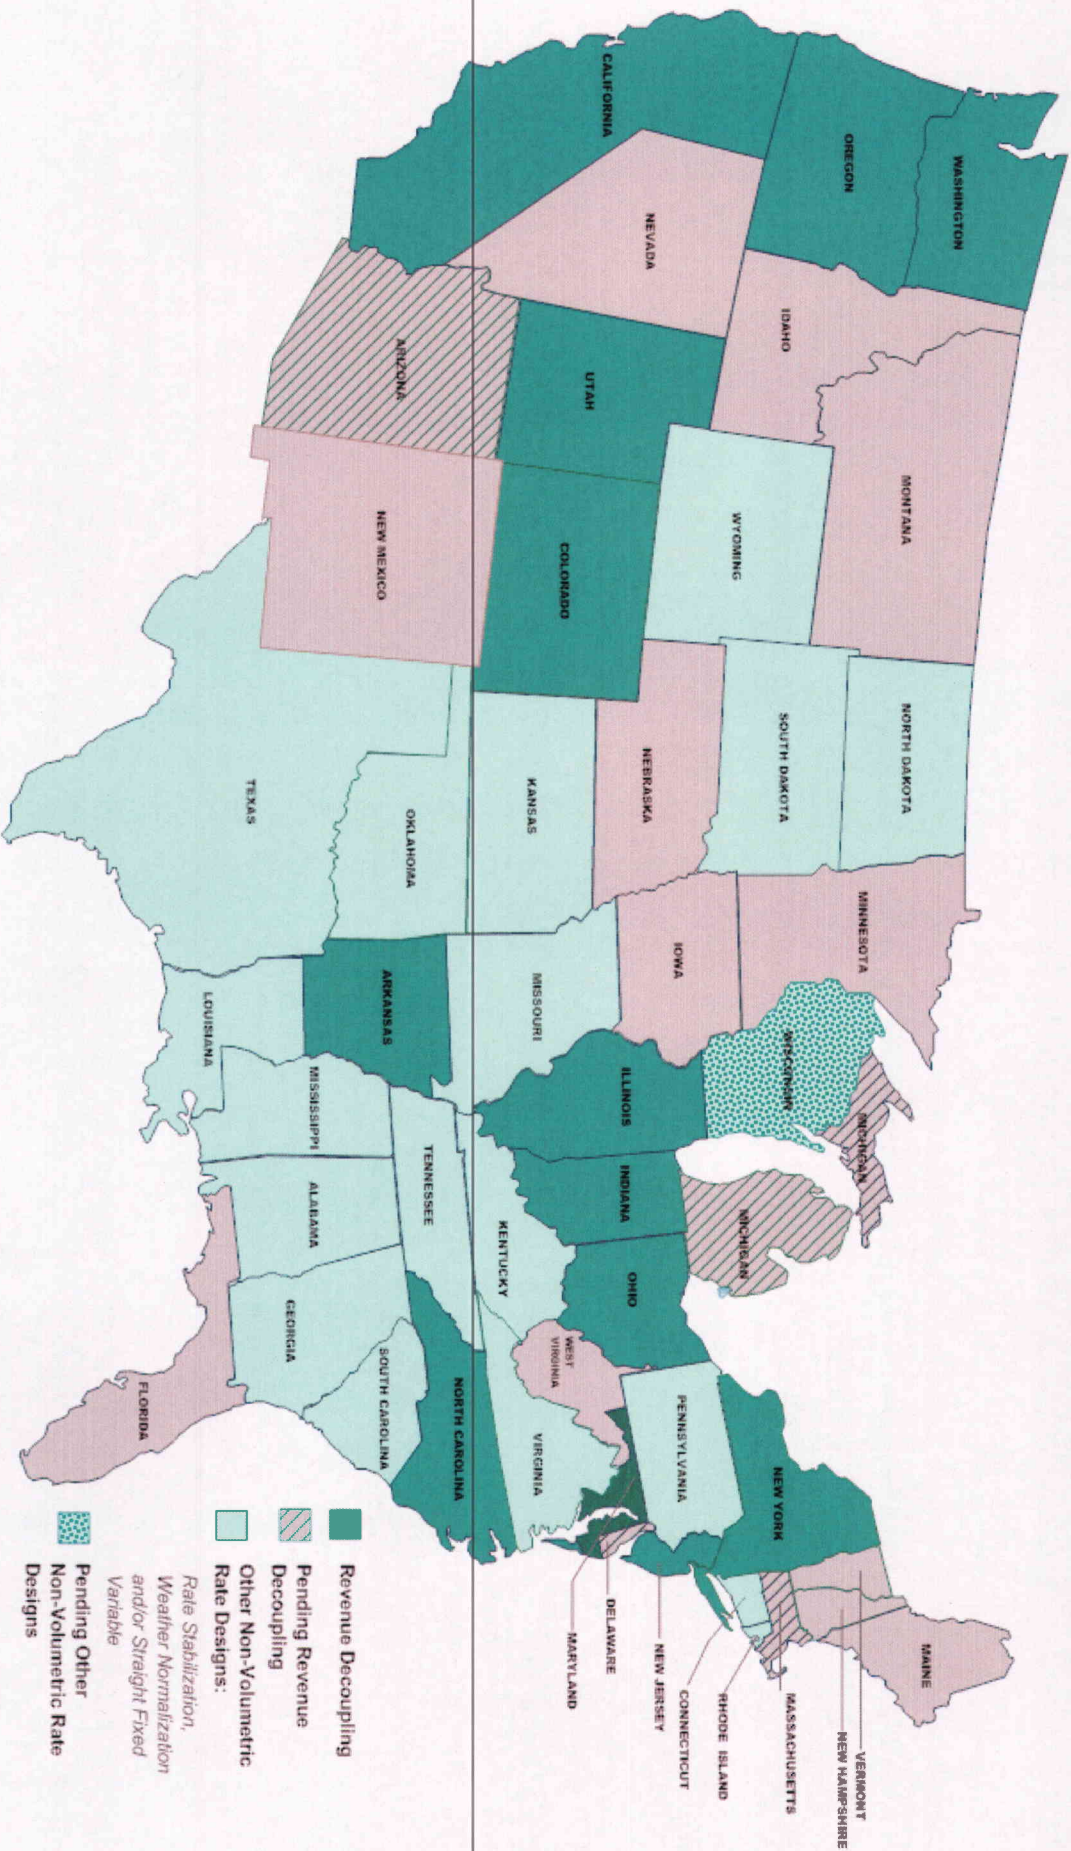 WASHINGTON
OREGON
CALIFORNIA
NEVADA
IDAHO
MONTANA
WYOMING
UTAH
ARIZONA
COLORADO
NEW MEXICO
NORTH DAKOTA
SOUTH DAKOTA
NEBRASKA
KANSAS
OKLAHOMA
TEXAS
MINNESOTA
IOWA
MISSOURI
ARKANSAS
LOUISIANA
WISCONSIN
MICHIGAN
MICHIGAN
ILLINOIS
INDIANA
OHIO
KENTUCKY
TENNESSEE
MISSISSIPPI
ALABAMA
GEORGIA
FLORIDA
SOUTH CAROLINA
NORTH CAROLINA
VIRGINIA
WEST
VIRGINIA
PENNSYLVANIA
NEW YORK
MAINE
VERMONT
NEW HAMPSHIRE
MASSACHUSETTS
RHODE ISLAND
CONNECTICUT
NEW JERSEY
DELAWARE
MARYLAND
Revenue Decoupling
Pending Revenue
Decoupling
Other Non-Volumetric
Rate Designs:
Rate Stabilization,
Weather Normalization
and/or Straight Fixed
Variable
Pending Other
Non-Volumetric Rate
Designs